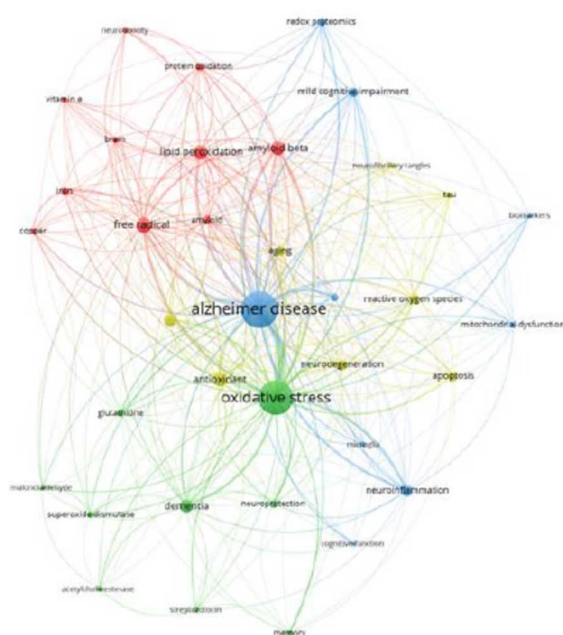 redox proteomics
neurotoxicity
protein oxidation
mild cognitive impairment
vitamin e
brain
lipid peroxidation
amyloid beta
neurofibrillary tangles
iron
tau
copper
free radical
amyloid
biomarkers
aging
alzheimer disease
reactive oxygen species
mitochondrial dysfunction
neurodegeneration
antioxidant
apoptosis
oxidative stress
glutathione
microglia
malondialdehyde
neuroinflammation
superoxide dismutase
dementia
neuroprotection
cognitive function
acetylcholinesterase
streptozotocin
memory